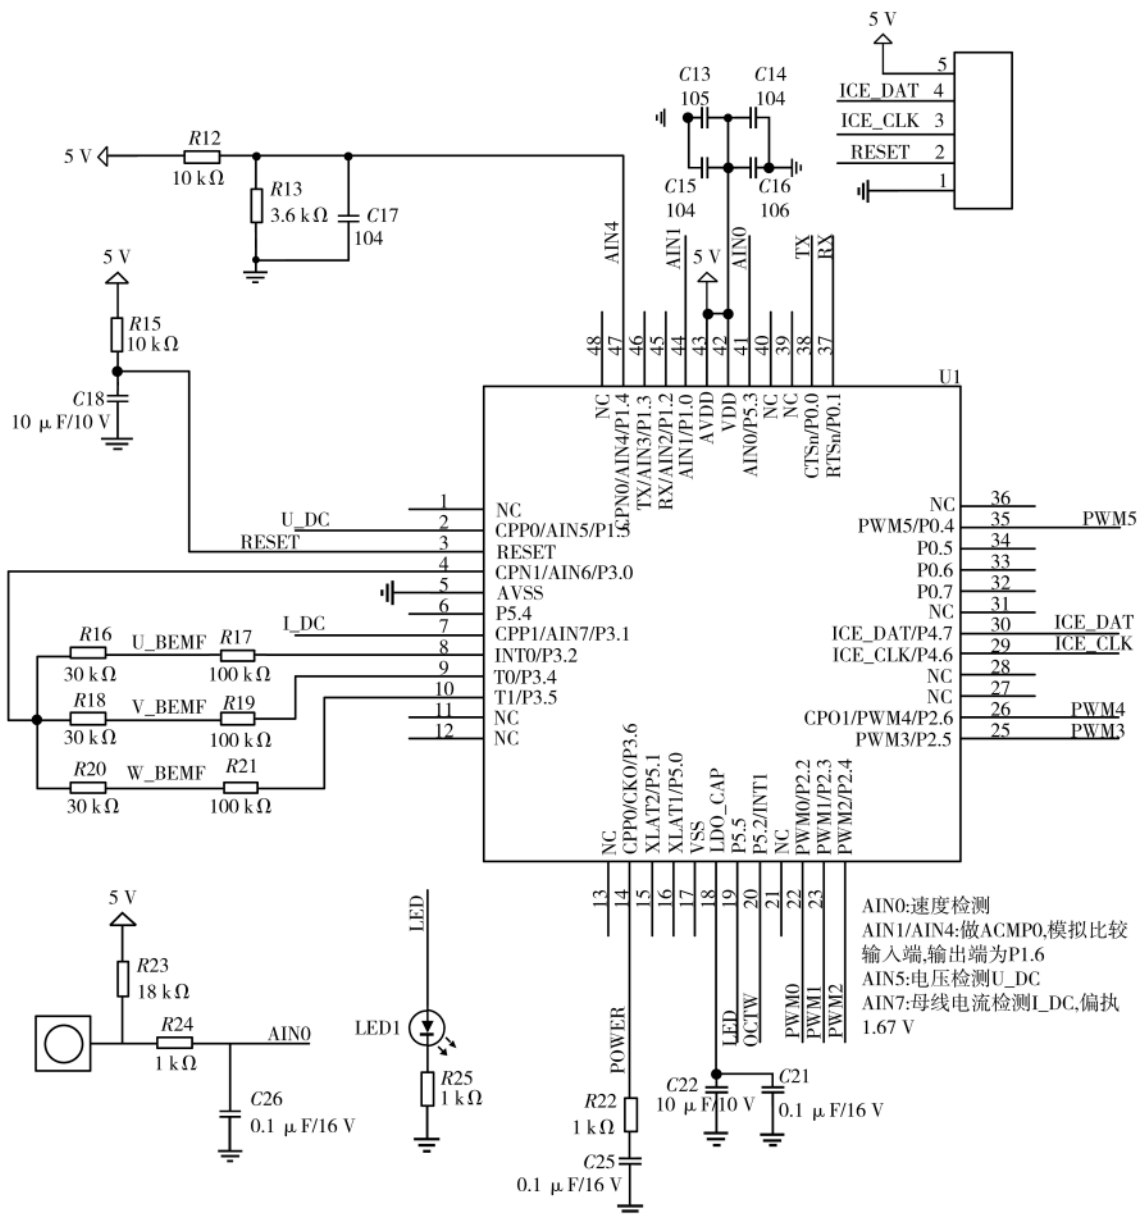 5 V
5
ICE_DAT 4
ICE_CLK 3
RESET 2
1
C13
105
C14
104
C15
104
C16
106
5 V
R12
10 kΩ
R13
3.6 kΩ
C17
104
5 V
R15
10 kΩ
C18
10 μF/10 V
AIN4
AIN1
5 V
AIN0
TX
RX
48
47
46
45
44
43
42
41
40
39
38
37
U1
NC
CPN0/AIN4/P1.4
TX/AIN3/P1.3
RX/AIN2/P1.2
AIN1/P1.0
AVDD
VDD
AIN0/P5.3
NC
NC
CTSn/P0.0
RTSn/P0.1
1 NC
U_DC 2 CPP0/AIN5/P1.5
RESET 3 RESET
4 CPN1/AIN6/P3.0
5 AVSS
6 P5.4
I_DC 7 CPP1/AIN7/P3.1
8 INT0/P3.2
9 T0/P3.4
10 T1/P3.5
11 NC
12 NC
R16
30 kΩ
U_BEMF
R17
100 kΩ
R18
30 kΩ
V_BEMF
R19
100 kΩ
R20
30 kΩ
W_BEMF
R21
100 kΩ
NC 36
PWM5/P0.4 35 PWM5
P0.5 34
P0.6 33
P0.7 32
NC 31
ICE_DAT/P4.7 30 ICE_DAT
ICE_CLK/P4.6 29 ICE_CLK
NC 28
NC 27
CPO1/PWM4/P2.6 26 PWM4
PWM3/P2.5 25 PWM3
NC
CPP0/CKO/P3.6
XLAT2/P5.1
XLAT1/P5.0
VSS
LDO_CAP
P5.5
P5.2/INT1
NC
PWM0/P2.2
PWM1/P2.3
PWM2/P2.4
13
14
15
16
17
18
19
20
21
22
23
POWER
LED
OCTW
PWM0
PWM1
PWM2
R22
1 kΩ
C25
0.1 μF/16 V
C22
10 μF/10 V
C21
0.1 μF/16 V
5 V
R23
18 kΩ
R24
1 kΩ
AIN0
C26
0.1 μF/16 V
LED
LED1
R25
1 kΩ
AIN0:速度检测
AIN1/AIN4:做ACMP0,模拟比较
输入端,输出端为P1.6
AIN5:电压检测U_DC
AIN7:母线电流检测I_DC,偏执
1.67 V